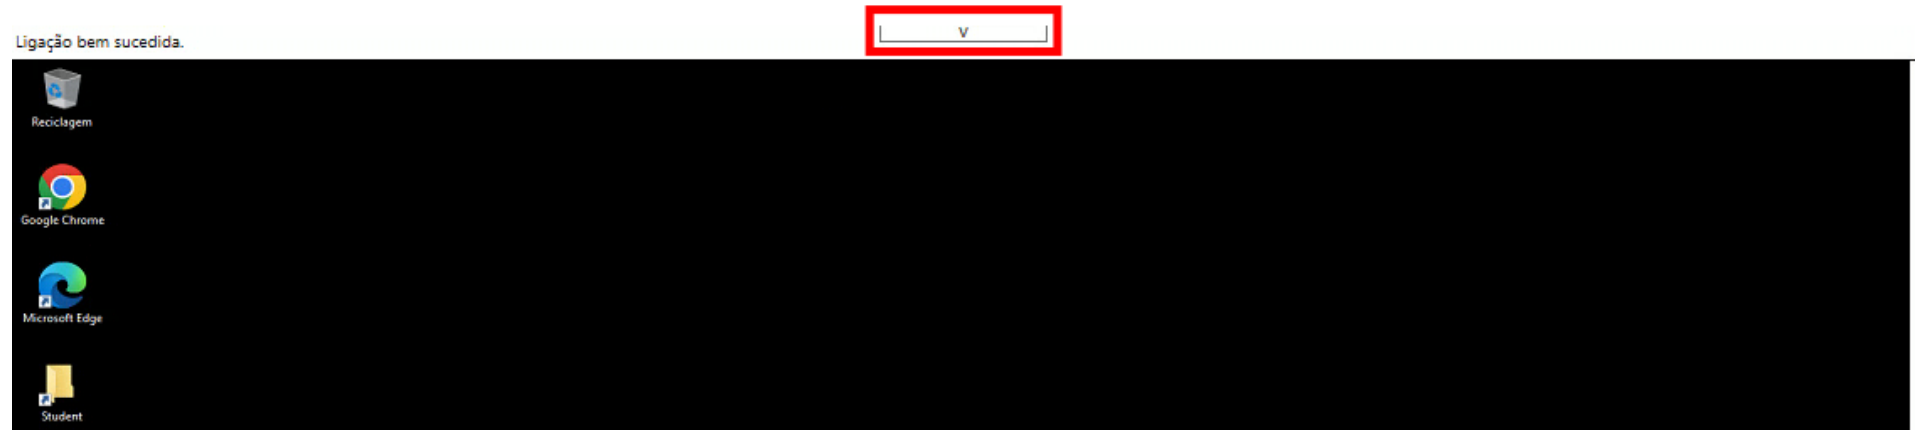 v
Ligação bem sucedida.
Reciclagem
Google Chrome
Microsoft Edge
Student